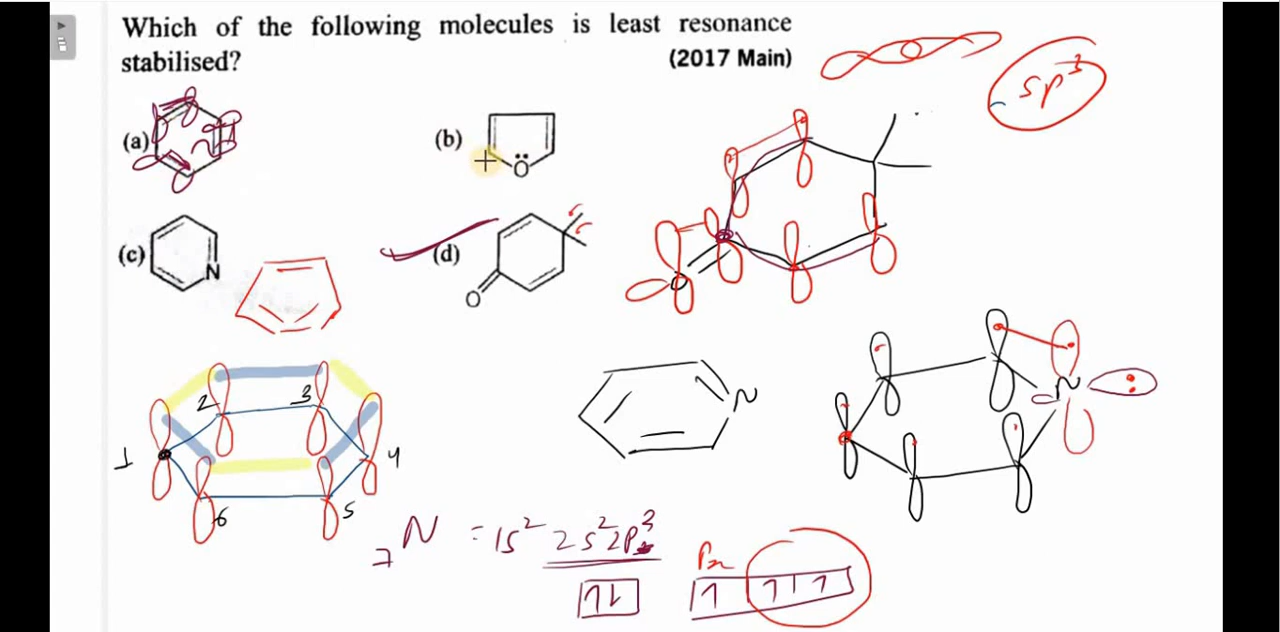 Which of the following molecules is least resonance
stabilised? (2017 Main)
sp³
(a)
(b)
O
(c)
N
(d)
O
O
1
2
3
4
5
6
N
N
₇N = 1s² 2s² 2p³
Px